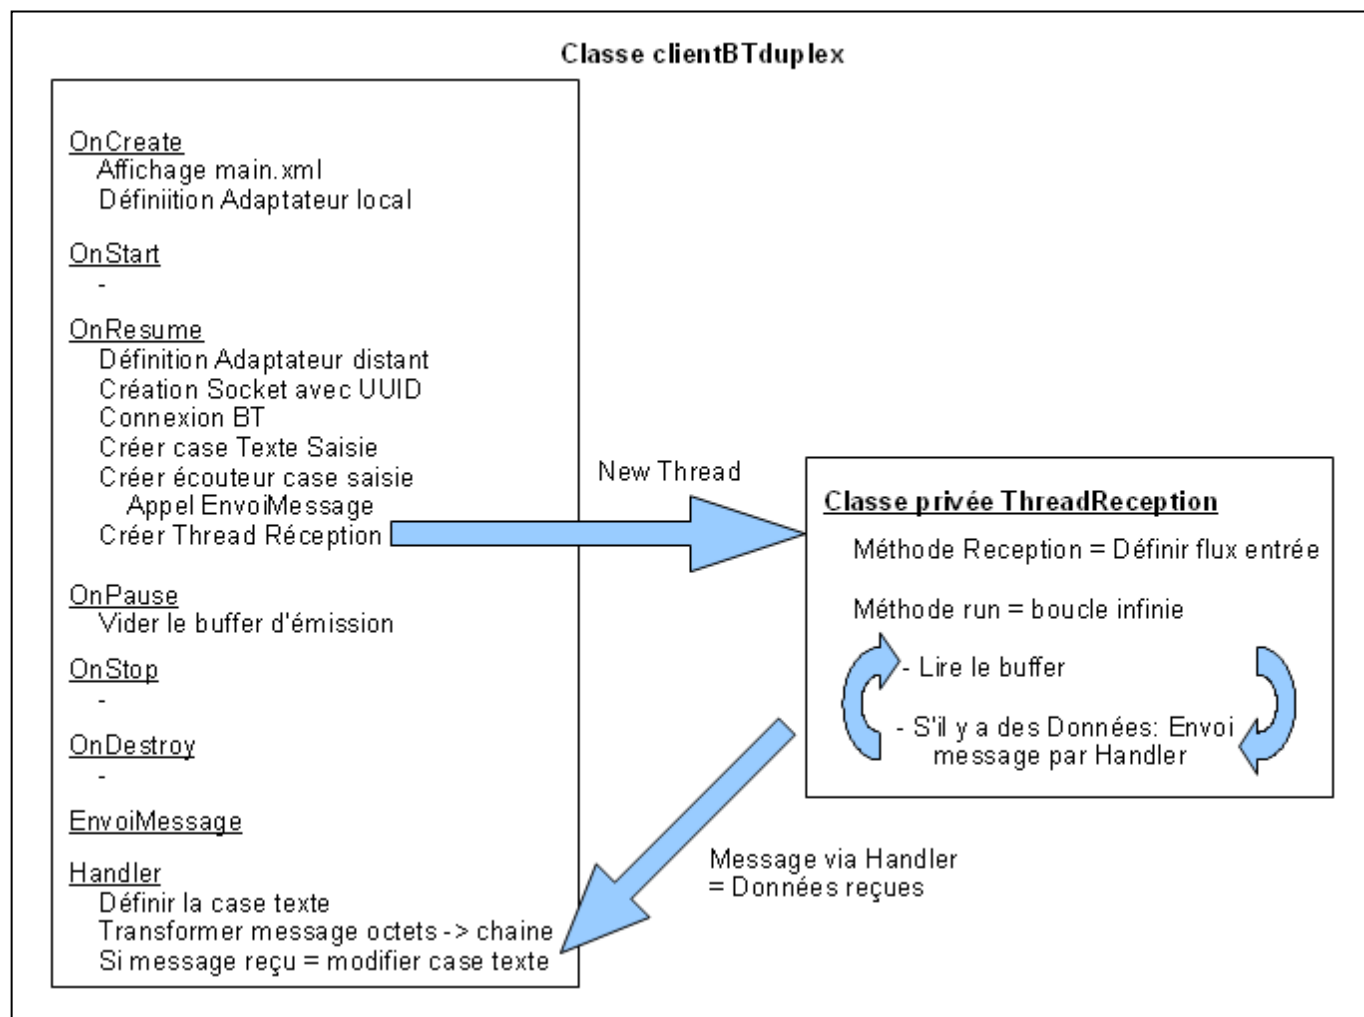 Classe clientBTduplex
OnCreate
Affichage main.xml
Définiition Adaptateur local
OnStart
-
OnResume
Définition Adaptateur distant
Création Socket avec UUID
Connexion BT
Créer case Texte Saisie
Créer écouteur case saisie
Appel EnvoiMessage
Créer Thread Réception
OnPause
Vider le buffer d'émission
OnStop
-
OnDestroy
-
EnvoiMessage
Handler
Définir la case texte
Transformer message octets -> chaine
Si message reçu = modifier case texte
New Thread
Classe privée ThreadReception
Méthode Reception = Définir flux entrée
Méthode run = boucle infinie
- Lire le buffer
- S'il y a des Données: Envoi
message par Handler
Message via Handler
= Données reçues